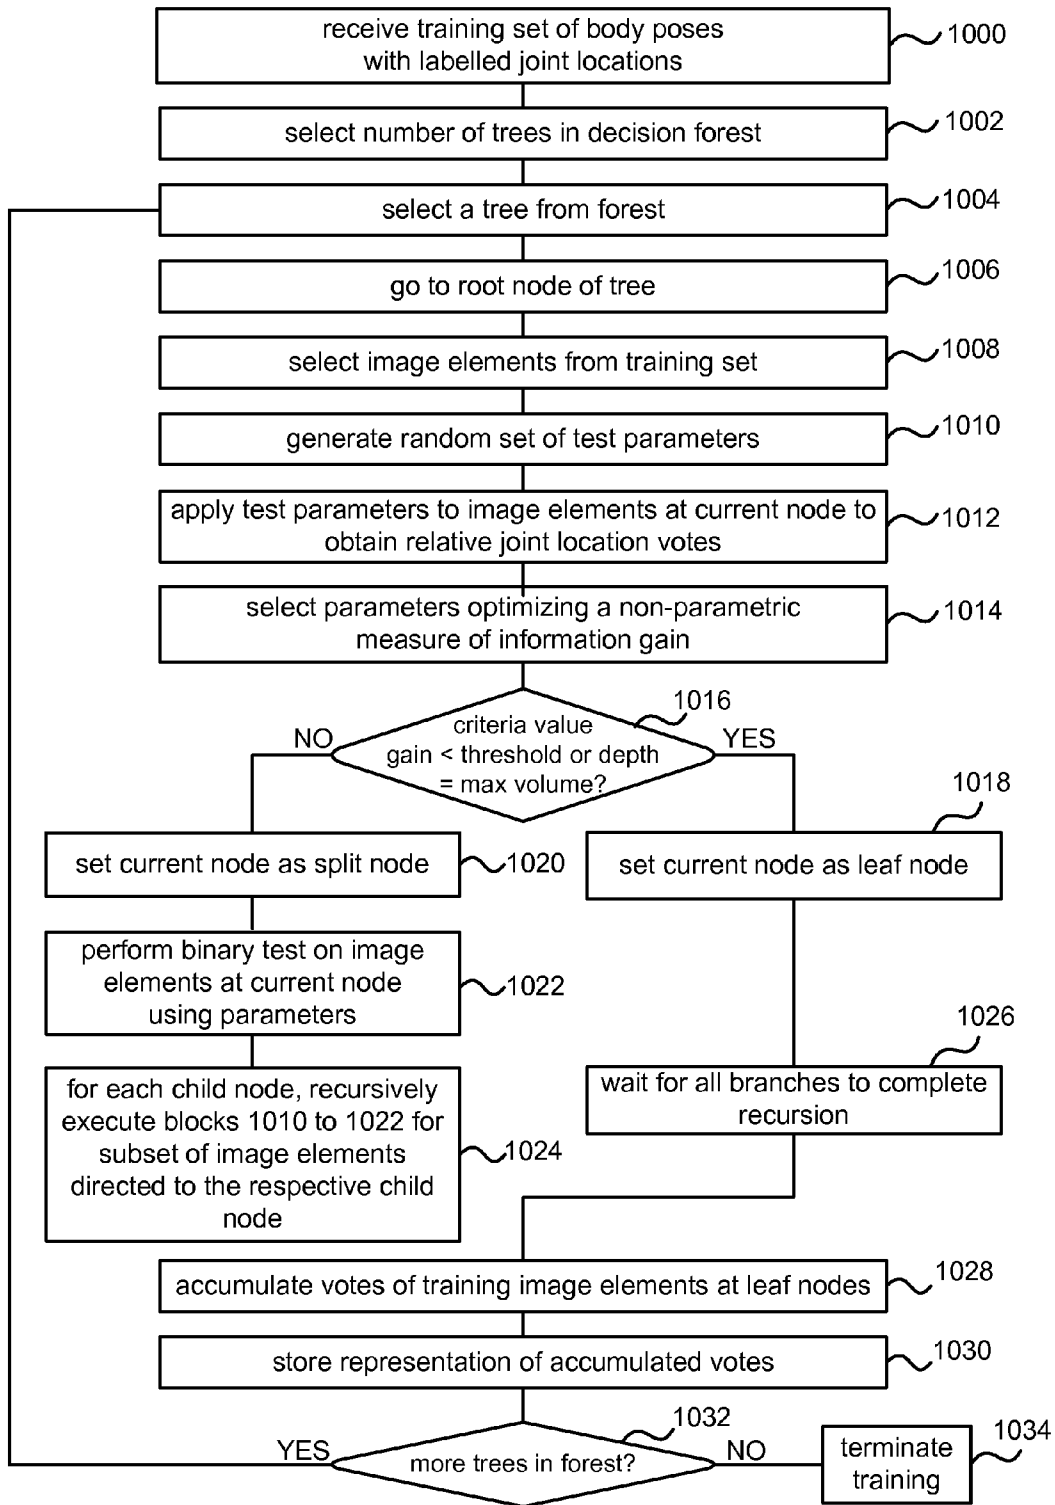 receive training set of body poses
with labelled joint locations
1000
select number of trees in decision forest
1002
select a tree from forest
1004
go to root node of tree
1006
select image elements from training set
1008
generate random set of test parameters
1010
apply test parameters to image elements at current node to
obtain relative joint location votes
1012
select parameters optimizing a non-parametric
measure of information gain
1014
criteria value
gain < threshold or depth
= max volume?
1016
NO
YES
set current node as split node
1020
set current node as leaf node
1018
perform binary test on image
elements at current node
using parameters
1022
for each child node, recursively
execute blocks 1010 to 1022 for
subset of image elements
directed to the respective child
node
1024
wait for all branches to complete
recursion
1026
accumulate votes of training image elements at leaf nodes
1028
store representation of accumulated votes
1030
more trees in forest?
1032
YES
NO
terminate
training
1034